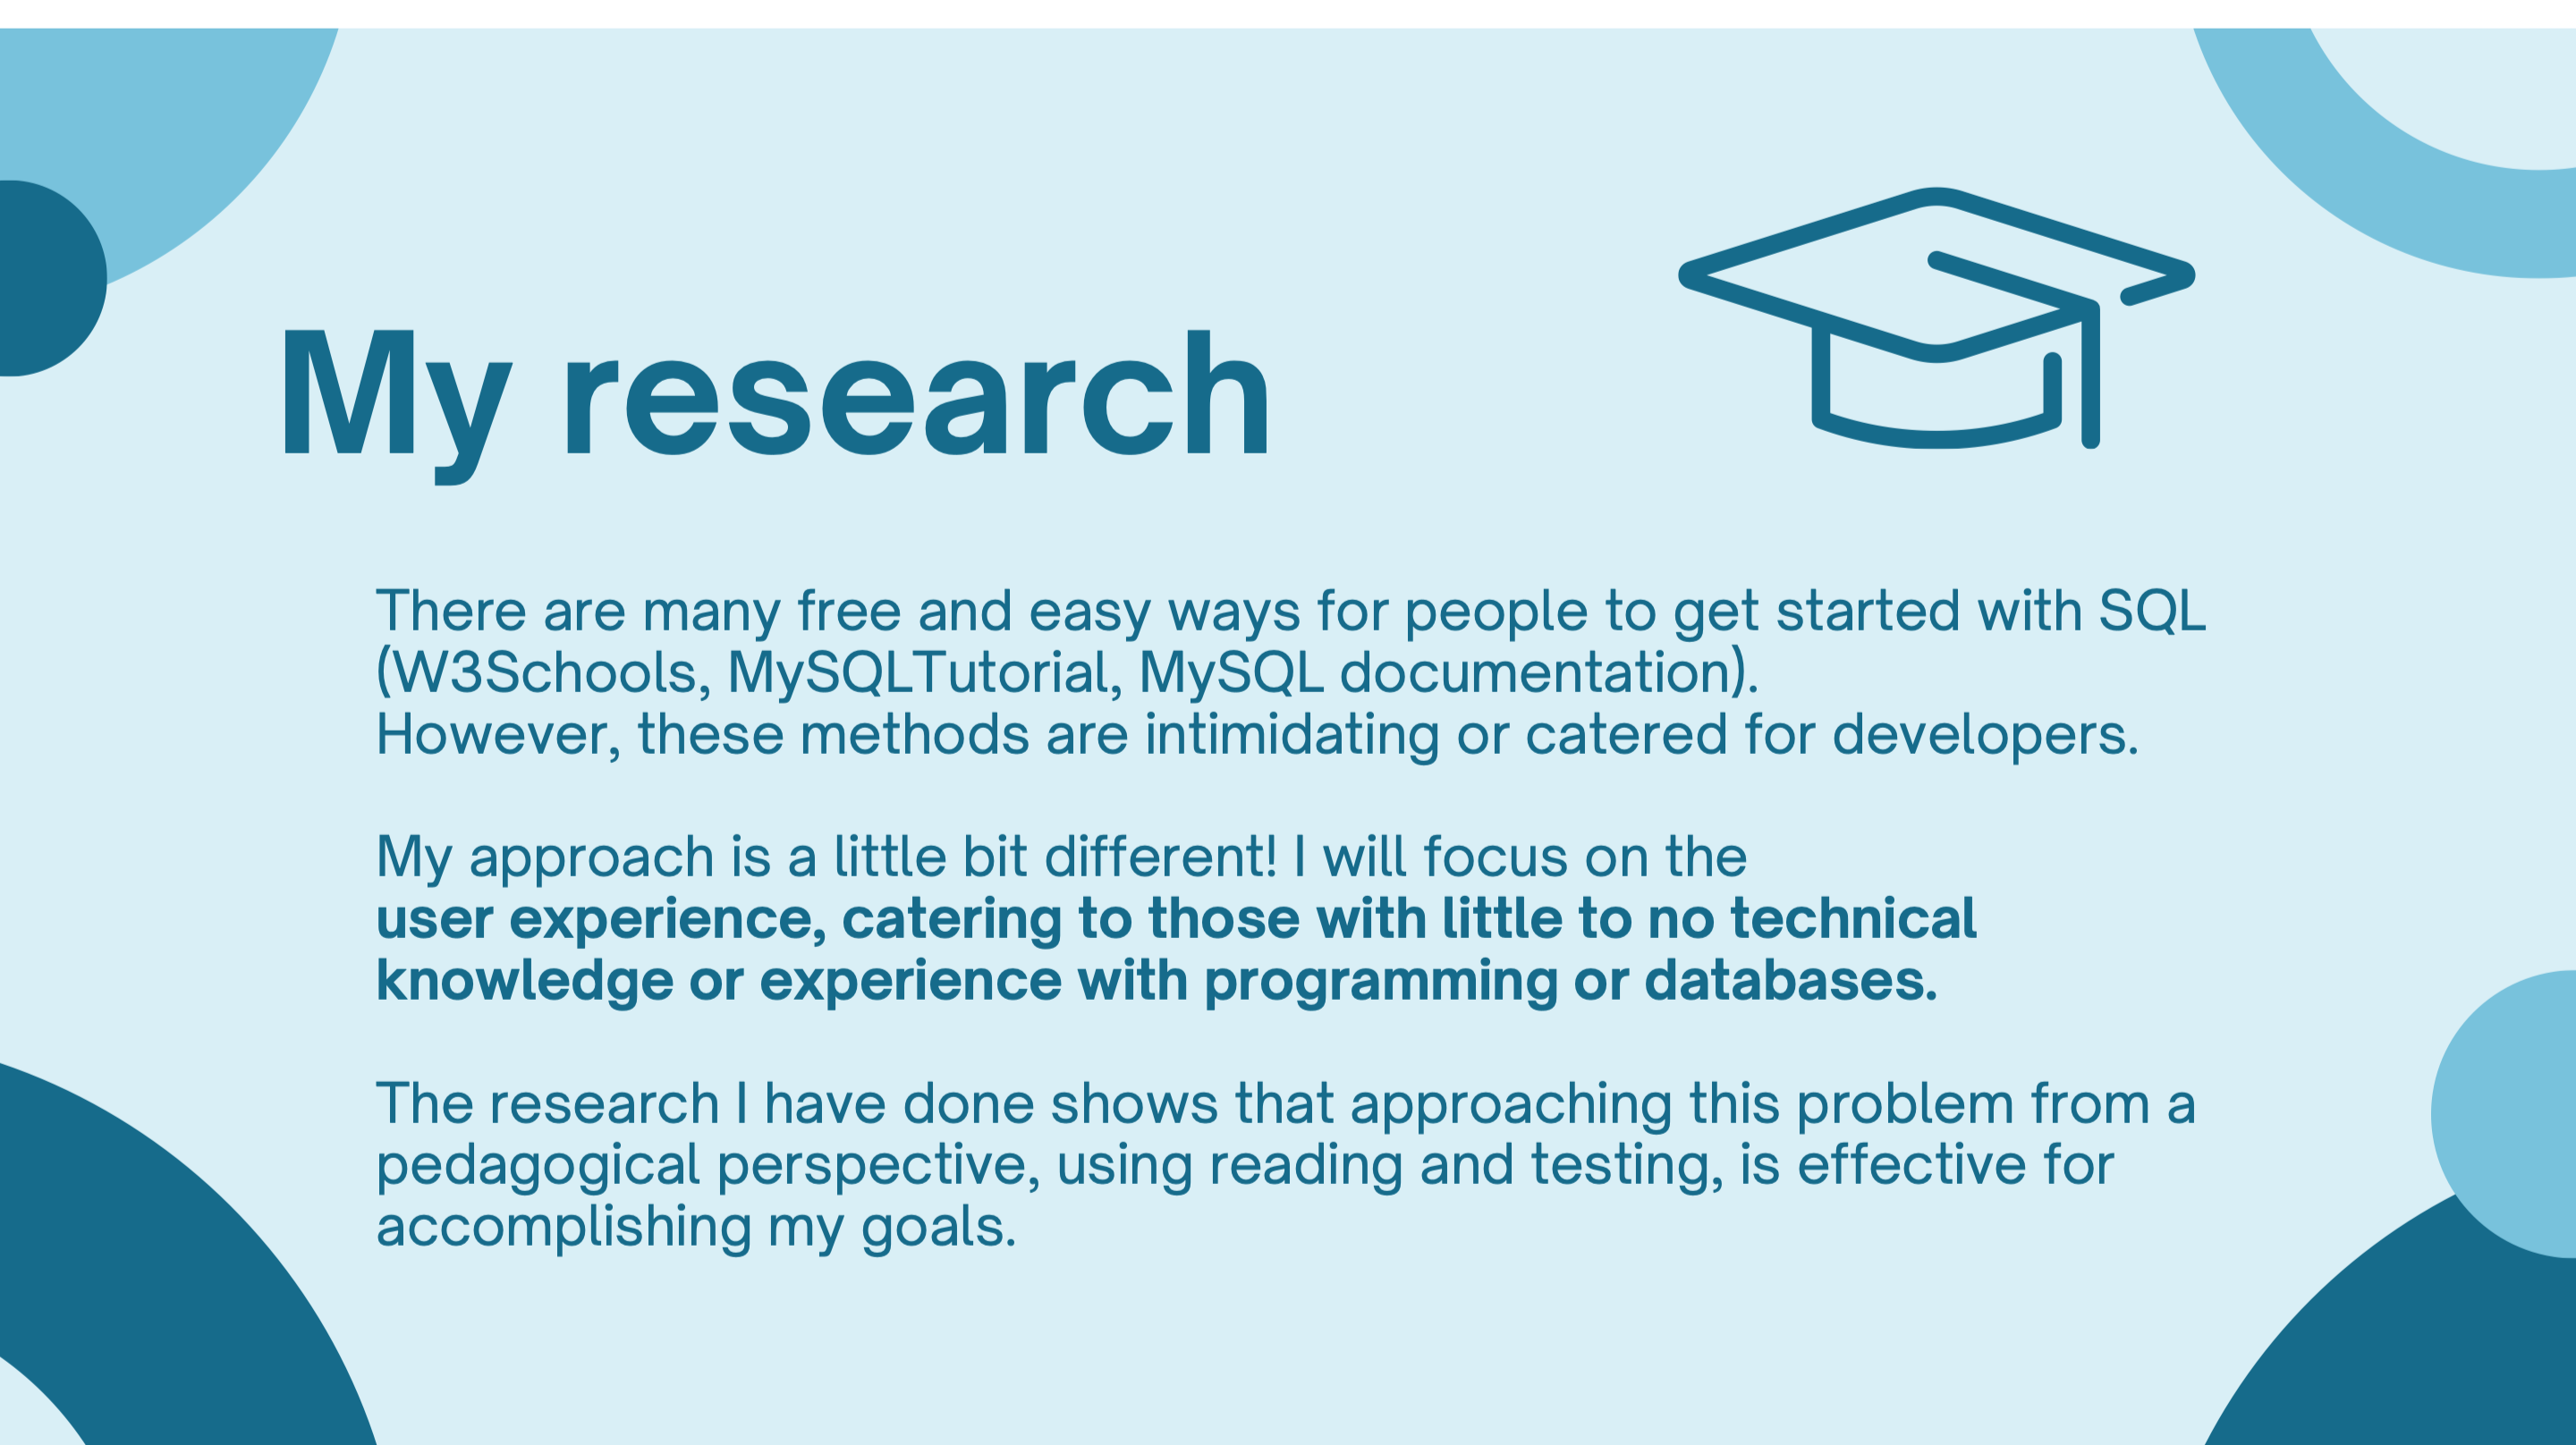 My research
There are many free and easy ways for people to get started with SQL
(W3Schools, MySQLTutorial, MySQL documentation).
However, these methods are intimidating or catered for developers.
My approach is a little bit different! I will focus on the
user experience, catering to those with little to no technical
knowledge or experience with programming or databases.
The research I have done shows that approaching this problem from a
pedagogical perspective, using reading and testing, is effective for
accomplishing my goals.